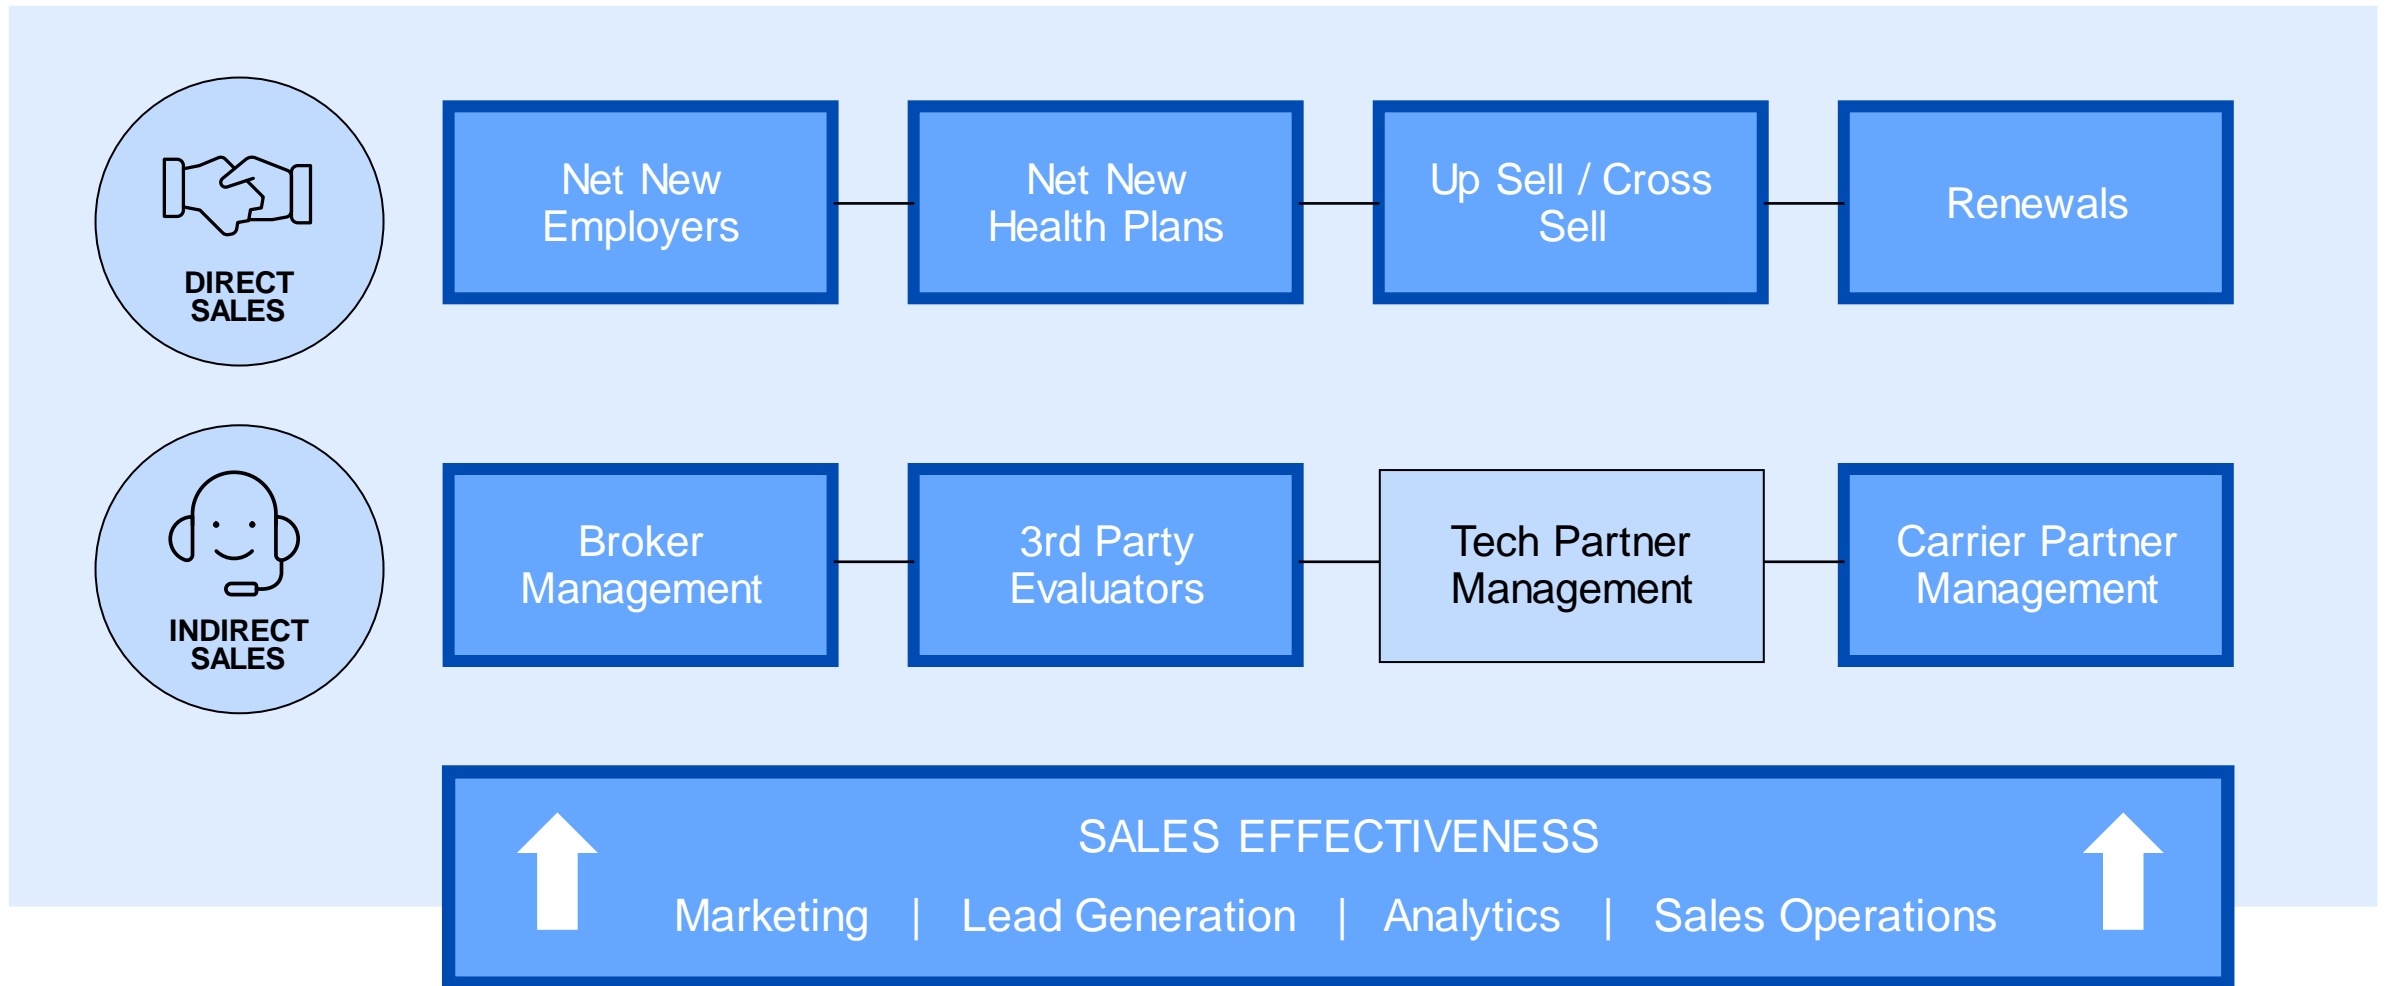 DIRECT
SALES
Net New
Employers
Net New
Health Plans
Up Sell / Cross
Sell
Renewals
INDIRECT
SALES
Broker
Management
3rd Party
Evaluators
Tech Partner
Management
Carrier Partner
Management
SALES EFFECTIVENESS
Marketing | Lead Generation | Analytics | Sales Operations